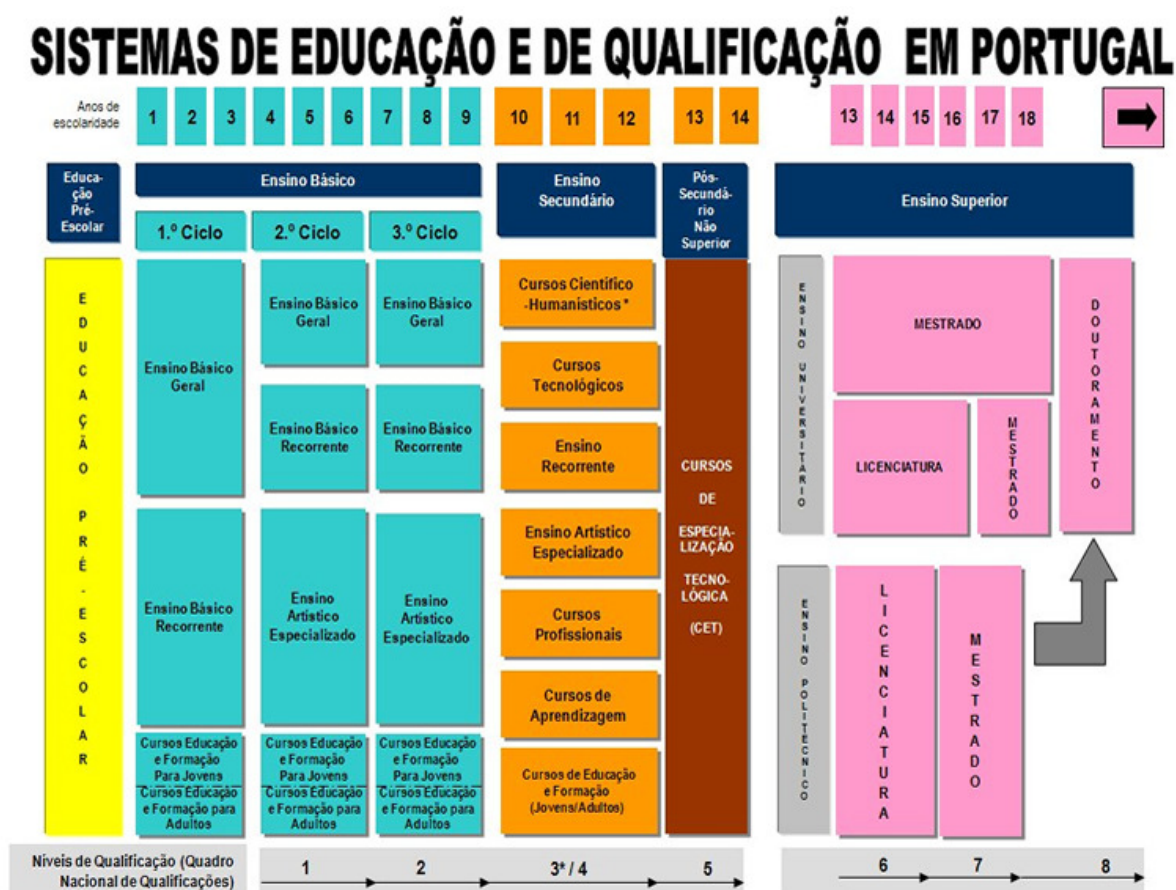 SISTEMAS DE EDUCAÇÃO E DE QUALIFICAÇÃO EM PORTUGAL
Anos de
escolaridade
1 2 3 4 5 6 7 8 9 10 11 12 13 14 13 14 15 16 17 18
Educa-
ção
Pré-
Escolar
Ensino Básico
1.º Ciclo
2.º Ciclo
3.º Ciclo
Ensino
Secundário
Pós-
Secundá-
rio
Não
Superior
Ensino Superior
EDUCAÇÃO PRÉ-ESCOLAR
Ensino Básico
Geral
Ensino Básico
Recorrente
Cursos Educação
e Formação
Para Jovens
Cursos Educação
e Formação para
Adultos
Ensino Básico
Geral
Ensino Básico
Recorrente
Ensino
Artístico
Especializado
Cursos Educação
e Formação
Para Jovens
Cursos Educação
e Formação para
Adultos
Ensino Básico
Geral
Ensino Básico
Recorrente
Ensino
Artístico
Especializado
Cursos Educação
e Formação
Para Jovens
Cursos Educação
e Formação para
Adultos
Cursos Científico
-Humanísticos *
Cursos
Tecnológicos
Ensino
Recorrente
Ensino Artístico
Especializado
Cursos
Profissionais
Cursos de
Aprendizagem
Cursos de Educação
e Formação
(Jovens/Adultos)
CURSOS
DE
ESPECIA-
LIZAÇÃO
TECNO-
LÓGICA
(CET)
ENSINO UNIVERSITÁRIO
MESTRADO
LICENCIATURA
MESTRADO
DOUTORAMENTO
ENSINO POLITECNICO
LICENCIATURA
MESTRADO
Níveis de Qualificação (Quadro
Nacional de Qualificações)
1 2 3* / 4 5 6 7 8